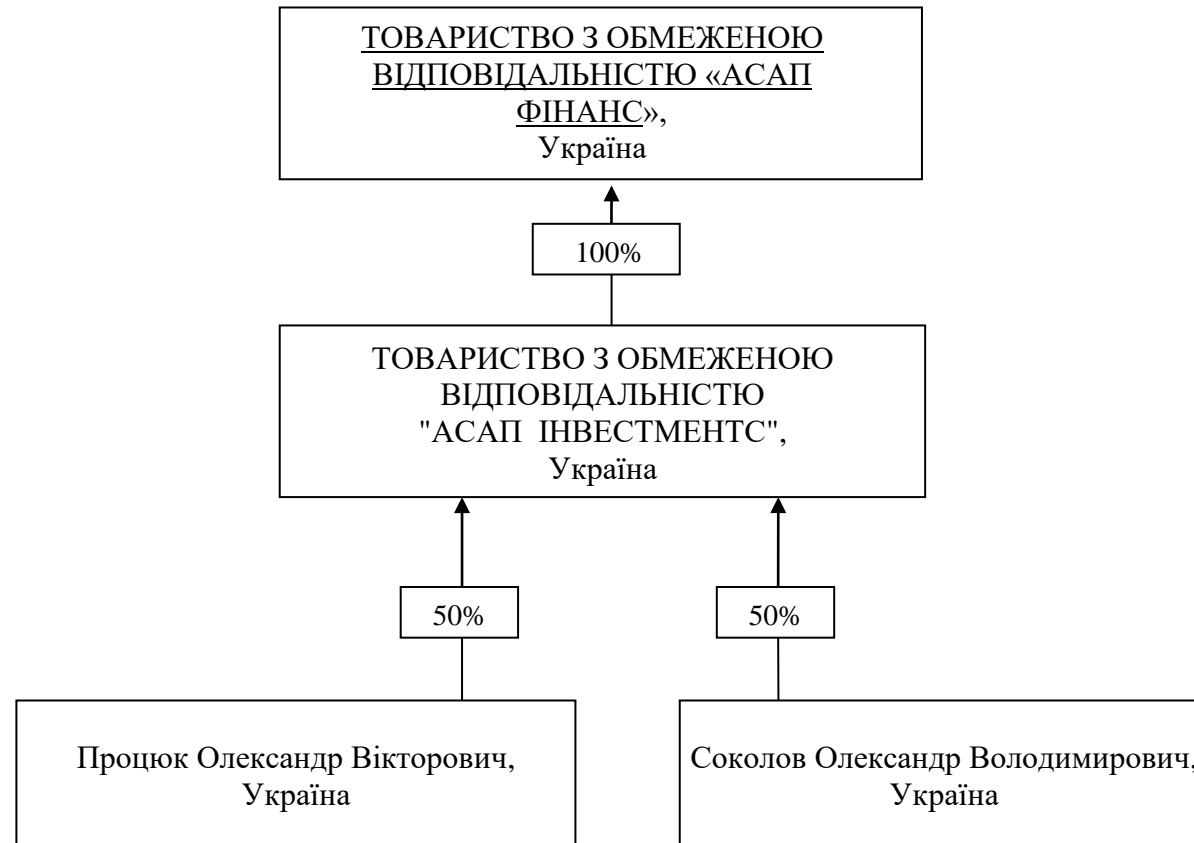 ТОВАРИСТВО З ОБМЕЖЕНОЮ
ВІДПОВІДАЛЬНІСТЮ «АСАП
ФІНАНС»,
Україна
100%
ТОВАРИСТВО З ОБМЕЖЕНОЮ
ВІДПОВІДАЛЬНІСТЮ
"АСАП ІНВЕСТМЕНТС",
Україна
50%
50%
Процюк Олександр Вікторович,
Україна
Соколов Олександр Володимирович,
Україна